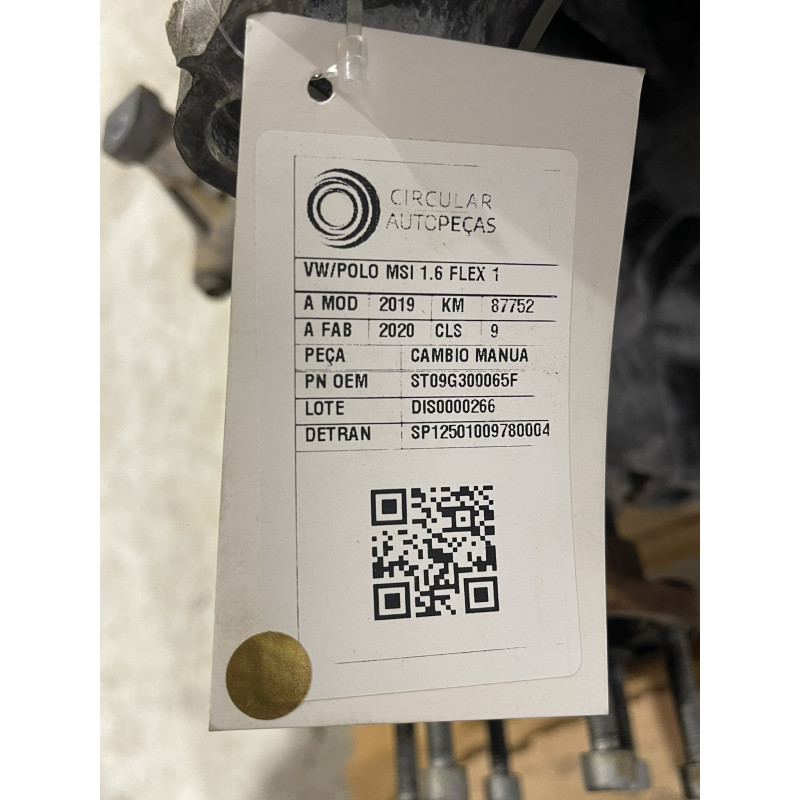 CIRCULAR
AUTOPEÇAS
VW/POLO MSI 1.6 FLEX 1
A MOD 2019 KM 87752
A FAB 2020 CLS 9
PEÇA CAMBIO MANUA
PN OEM ST09G300065F
LOTE DIS0000266
DETRAN SP12501009780004